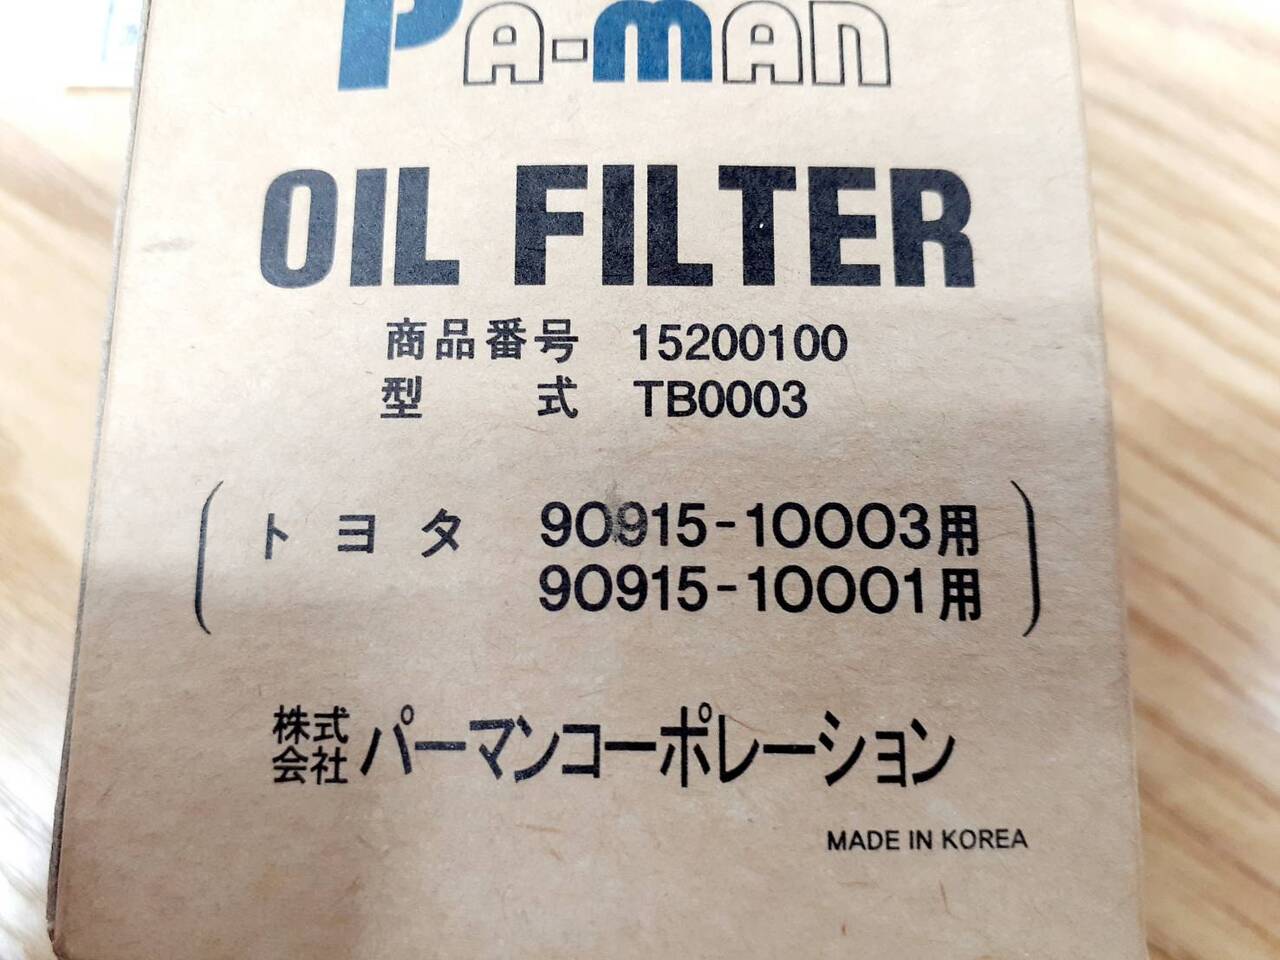 PA-MAN
OIL FILTER
商品番号 15200100
型式 TB0003
(トヨタ 90915-10003用
90915-10001用)
株式会社 パーマンコーポレーション
MADE IN KOREA